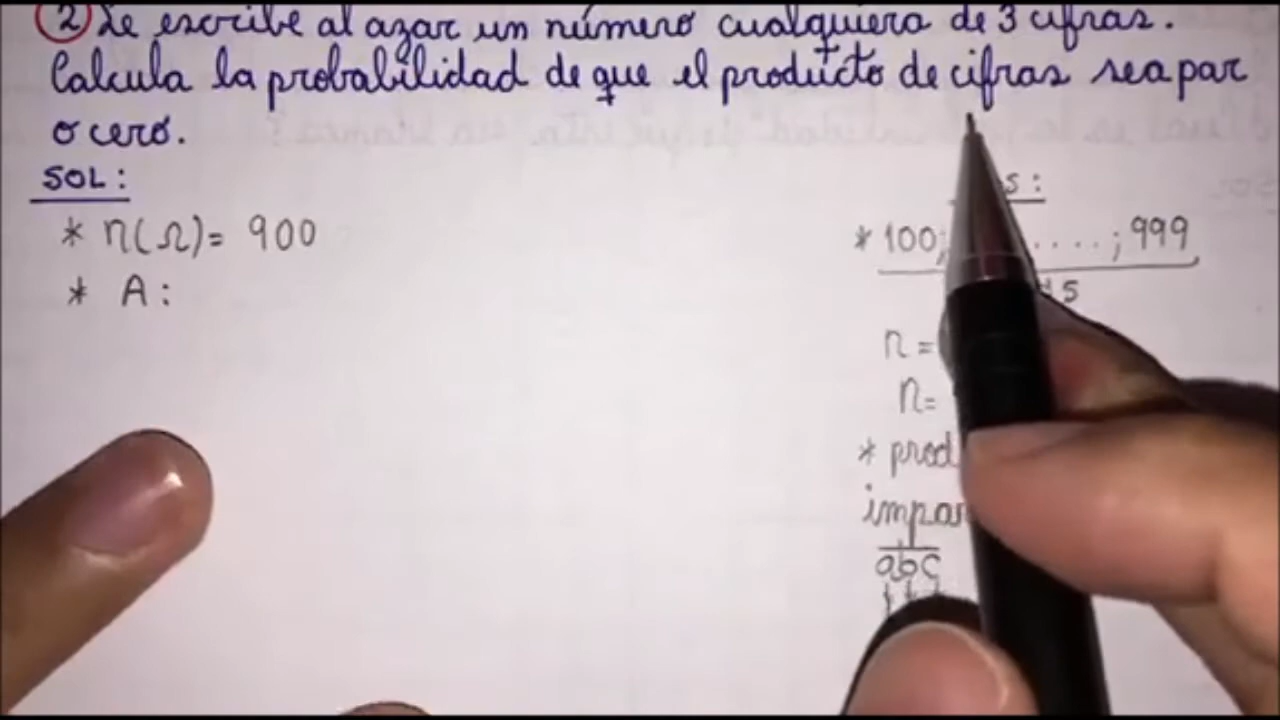 2 Se escribe al azar un número cualquiera de 3 cifras.
Calcula la probabilidad de que el producto de cifras sea par
o cero.
SOL:
* n(Ω)= 900
* A:
s:
* 100; ....; 999
s
n =
n=
* prod
impar
abc